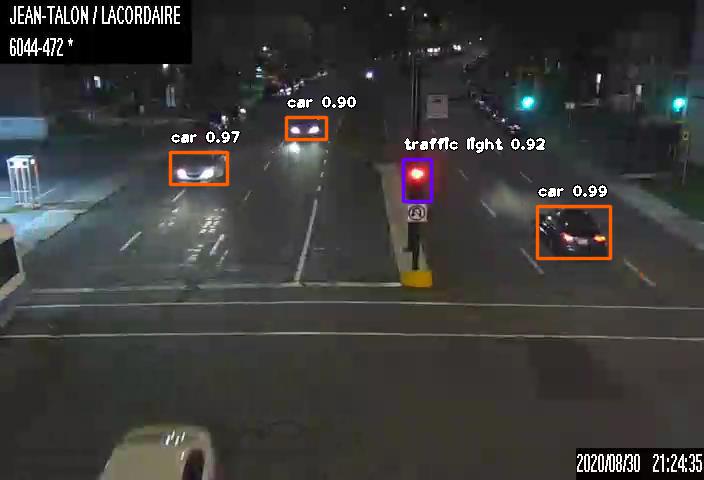 JEAN-TALON / LACORDAIRE
6044-472 *
car 0.90
car 0.97
traffic light 0.92
car 0.99
2020/08/30 21:24:35